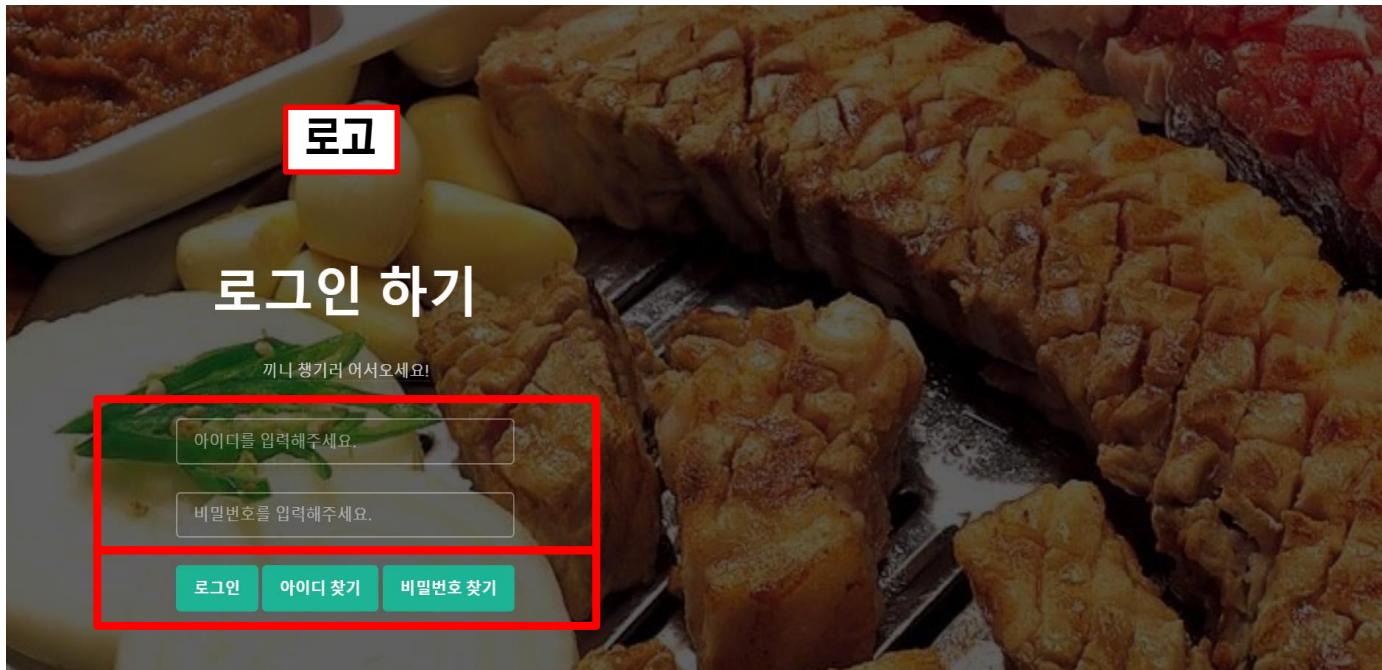 로고
로그인 하기
끼니 챙기리 어서오세요!
아이디를 입력해주세요.
비밀번호를 입력해주세요.
로그인 아이디 찾기 비밀번호 찾기